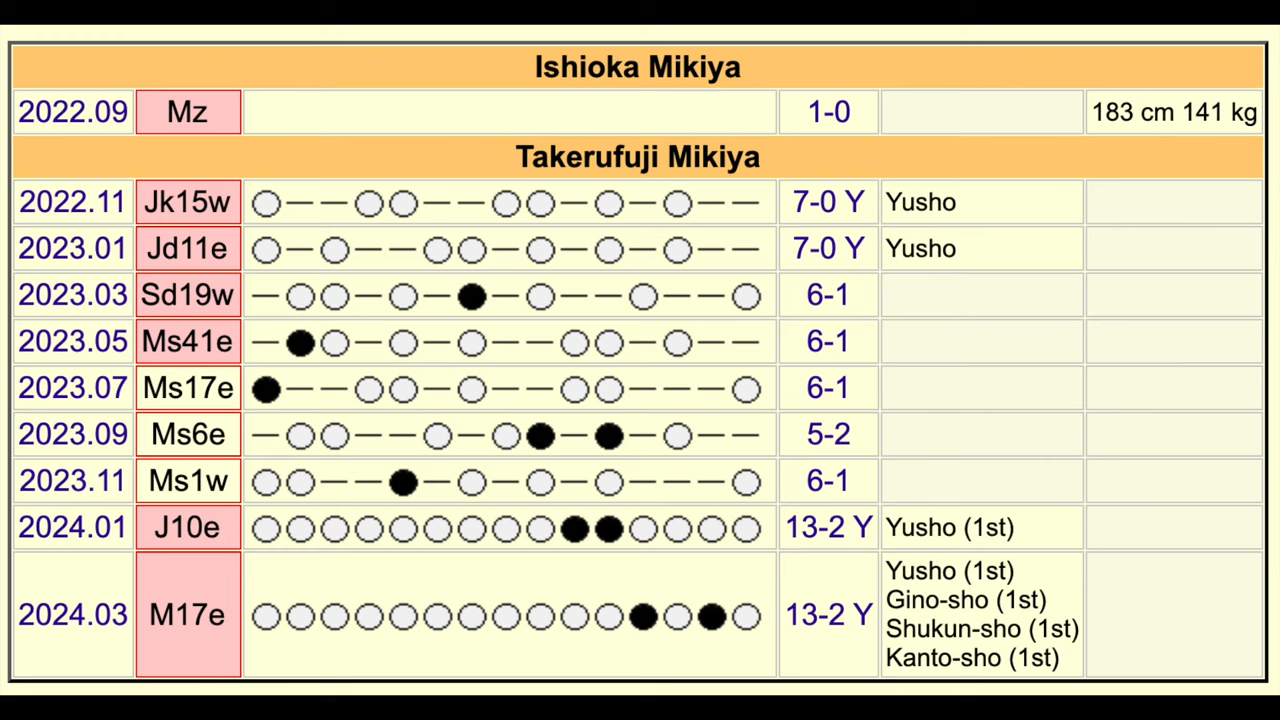 Ishioka Mikiya
2022.09 Mz 1-0 183 cm 141 kg
Takerufuji Mikiya
2022.11 Jk15w 7-0 Y Yusho
2023.01 Jd11e 7-0 Y Yusho
2023.03 Sd19w 6-1
2023.05 Ms41e 6-1
2023.07 Ms17e 6-1
2023.09 Ms6e 5-2
2023.11 Ms1w 6-1
2024.01 J10e 13-2 Y Yusho (1st)
2024.03 M17e 13-2 Y Yusho (1st)
Gino-sho (1st)
Shukun-sho (1st)
Kanto-sho (1st)